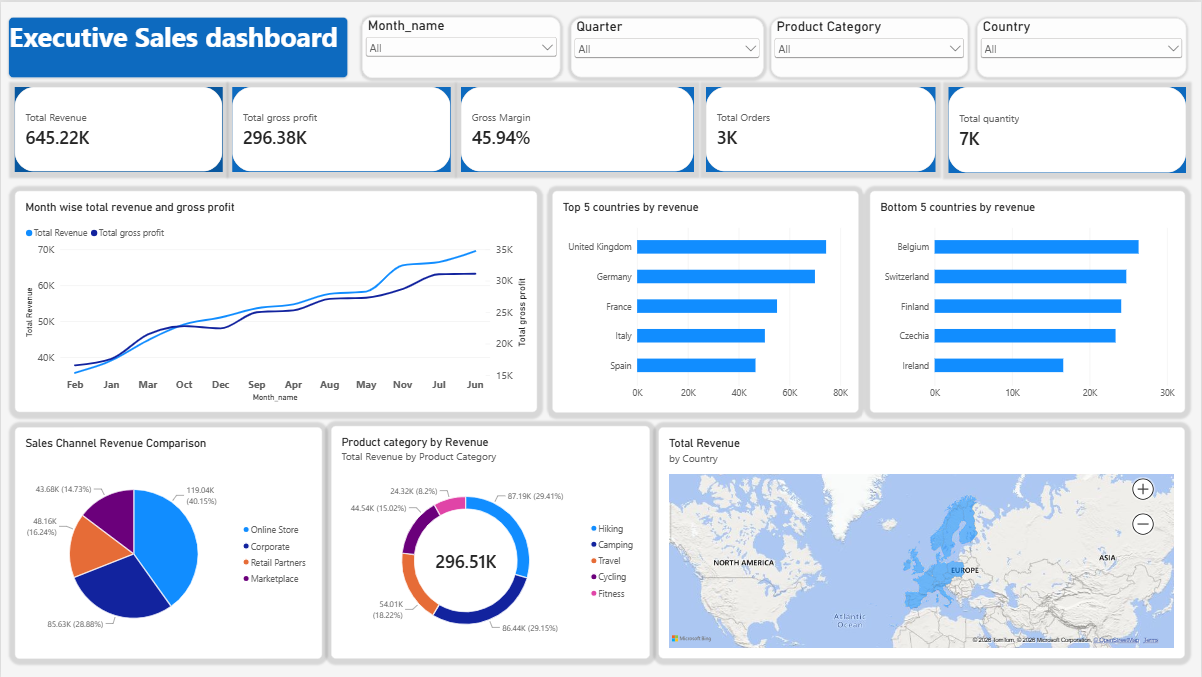 Executive Sales dashboard
Month_name
All
Quarter
All
Product Category
All
Country
All
Total Revenue
645.22K
Total gross profit
296.38K
Gross Margin
45.94%
Total Orders
3K
Total quantity
7K
Month wise total revenue and gross profit
Total Revenue
Total gross profit
70K
60K
50K
40K
Total Revenue
35K
30K
25K
20K
15K
Total gross profit
Feb
Jan
Mar
Oct
Dec
Sep
Apr
Aug
May
Nov
Jul
Jun
Month_name
Top 5 countries by revenue
United Kingdom
Germany
France
Italy
Spain
0K
20K
40K
60K
80K
Bottom 5 countries by revenue
Belgium
Switzerland
Finland
Czechia
Ireland
0K
10K
20K
30K
Sales Channel Revenue Comparison
43.68K (14.73%)
119.04K
(40.15%)
48.16K
(16.24%)
85.63K (28.88%)
Online Store
Corporate
Retail Partners
Marketplace
Product category by Revenue
Total Revenue by Product Category
24.32K (8.2%)
87.19K (29.41%)
44.54K (15.02%)
296.51K
54.01K
(18.22%)
86.44K (29.15%)
Hiking
Camping
Travel
Cycling
Fitness
Total Revenue
by Country
NORTH AMERICA
EUROPE
ASIA
Atlantic
Ocean
Microsoft Bing
© 2026 TomTom, © 2026 Microsoft Corporation, © OpenStreetMap Terms